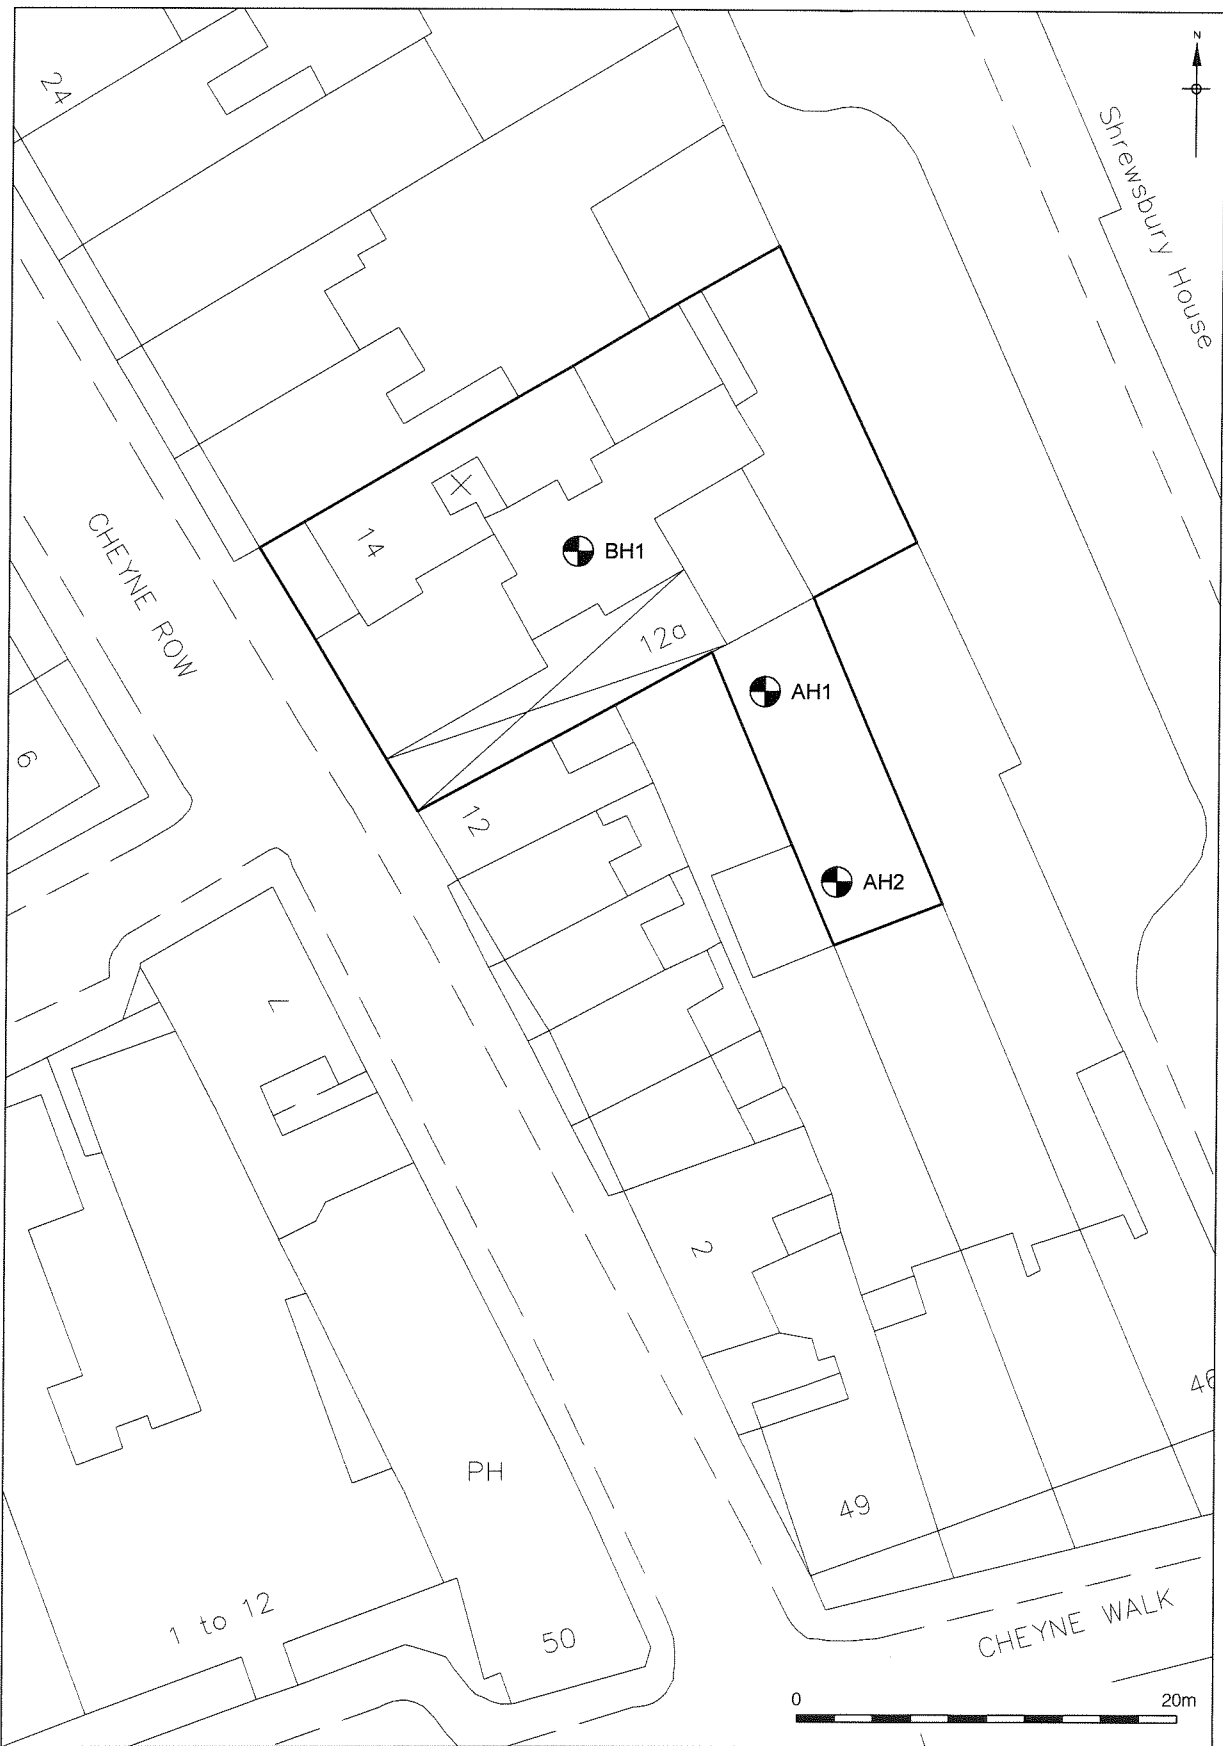 N
24
Shrewsbury House
CHEYNE ROW
14
BH1
12a
AH1
6
12
AH2
7
2
46
PH
49
1 to 12
50
CHEYNE WALK
0 20m